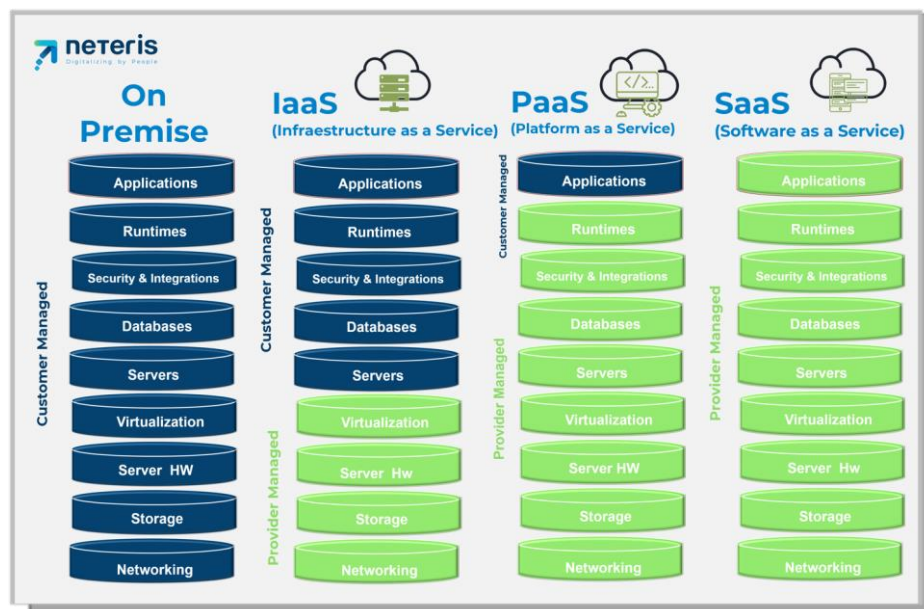 neteris
Digitalizing by People
On
Premise
Customer Managed
Applications
Runtimes
Security & Integrations
Databases
Servers
Virtualization
Server HW
Storage
Networking
IaaS
(Infraestructure as a Service)
Customer Managed
Provider Managed
Applications
Runtimes
Security & Integrations
Databases
Servers
Virtualization
Server Hw
Storage
Networking
</...>
PaaS
(Platform as a Service)
Customer Managed
Provider Managed
Applications
Runtimes
Security & Integrations
Databases
Servers
Virtualization
Server HW
Storage
Networking
SaaS
(Software as a Service)
Provider Managed
Applications
Runtimes
Security & Integrations
Databases
Servers
Virtualization
Server Hw
Storage
Networking